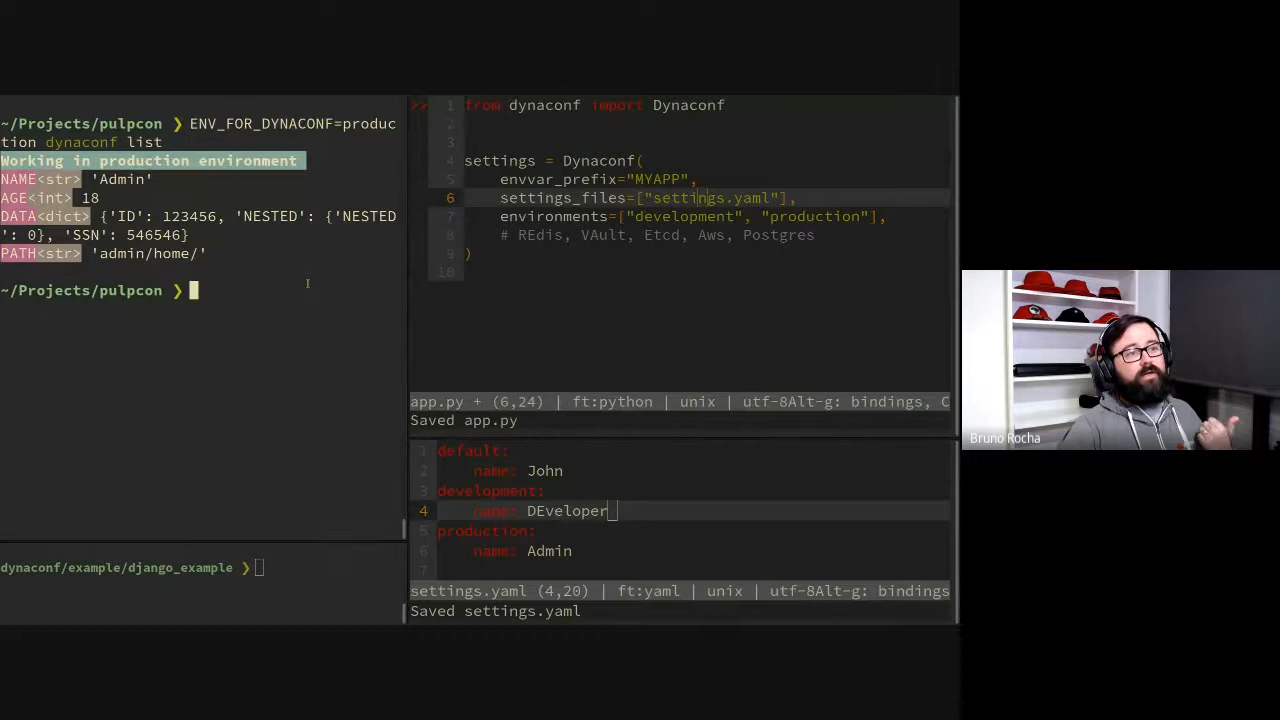 ~/Projects/pulpcon ❯ ENV_FOR_DYNACONF=produc
tion dynaconf list
Working in production environment
NAME<str> 'Admin'
AGE<int> 18
DATA<dict> {'ID': 123456, 'NESTED': {'NESTED
': 0}, 'SSN': 546546}
PATH<str> 'admin/home/'
~/Projects/pulpcon ❯
dynaconf/example/django_example ❯
>> 1 from dynaconf import Dynaconf
2
3
4 settings = Dynaconf(
5 envvar_prefix="MYAPP",
6 settings_files=["settings.yaml"],
7 environments=["development", "production"],
8 # REdis, VAult, Etcd, Aws, Postgres
9 )
10
app.py + (6,24) | ft:python | unix | utf-8Alt-g: bindings, C
Saved app.py
1 default:
2 name: John
3 development:
4 name: DEveloper
5 production:
6 name: Admin
7
settings.yaml (4,20) | ft:yaml | unix | utf-8Alt-g: bindings
Saved settings.yaml
Bruno Rocha